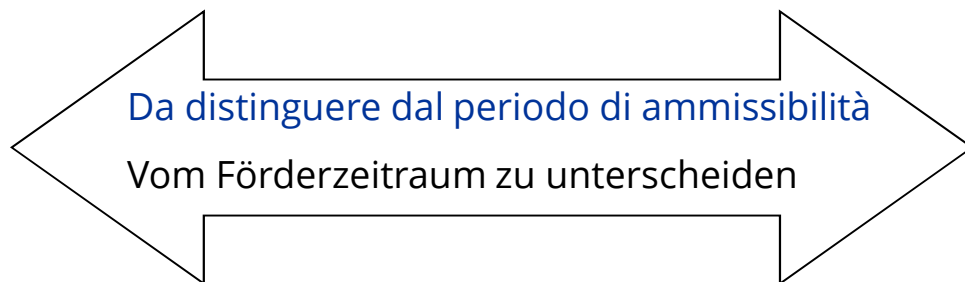 Da distinguere dal periodo di ammissibilità
Vom Förderzeitraum zu unterscheiden